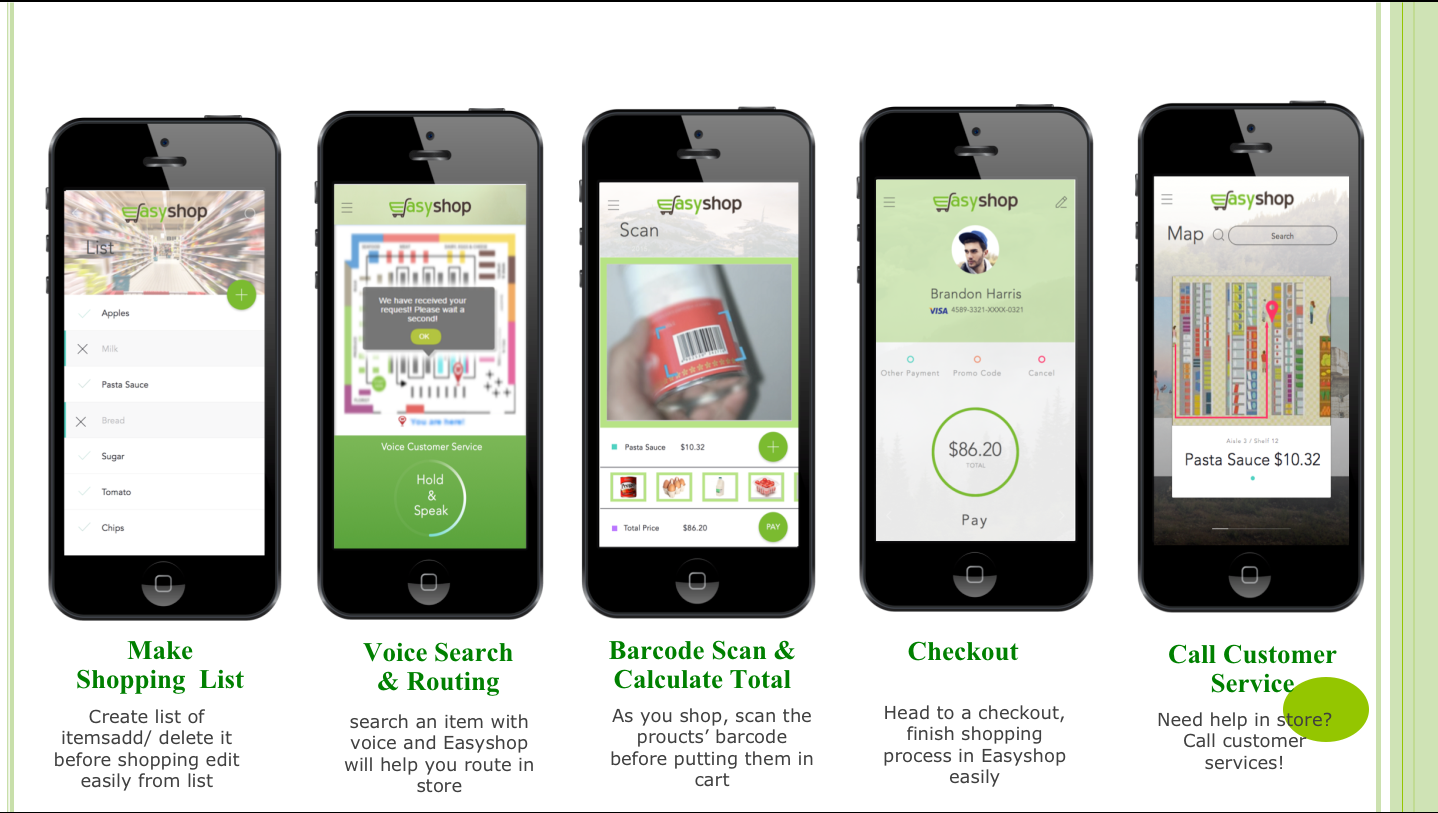 easyshop
List
Apples
Milk
Pasta Sauce
Bread
Sugar
Tomato
Chips
Make
Shopping List
Create list of
itemsadd/ delete it
before shopping edit
easily from list
easyshop
We have received your
request! Please wait a
second!
OK
You are here!
Voice Customer Service
Hold
&
Speak
Voice Search
& Routing
search an item with
voice and Easyshop
will help you route in
store
easyshop
Scan
Pasta Sauce $10.32
Total Price $86.20
PAY
Barcode Scan &
Calculate Total
As you shop, scan the
proucts’ barcode
before putting them in
cart
easyshop
Brandon Harris
VISA 4589-3321-XXXX-0321
Other Payment Promo Code Cancel
$86.20
TOTAL
Pay
Checkout
Head to a checkout,
finish shopping
process in Easyshop
easily
easyshop
Map Search
Aisle 2 / Shelf 12
Pasta Sauce $10.32
Call Customer
Service
Need help in store?
Call customer
services!